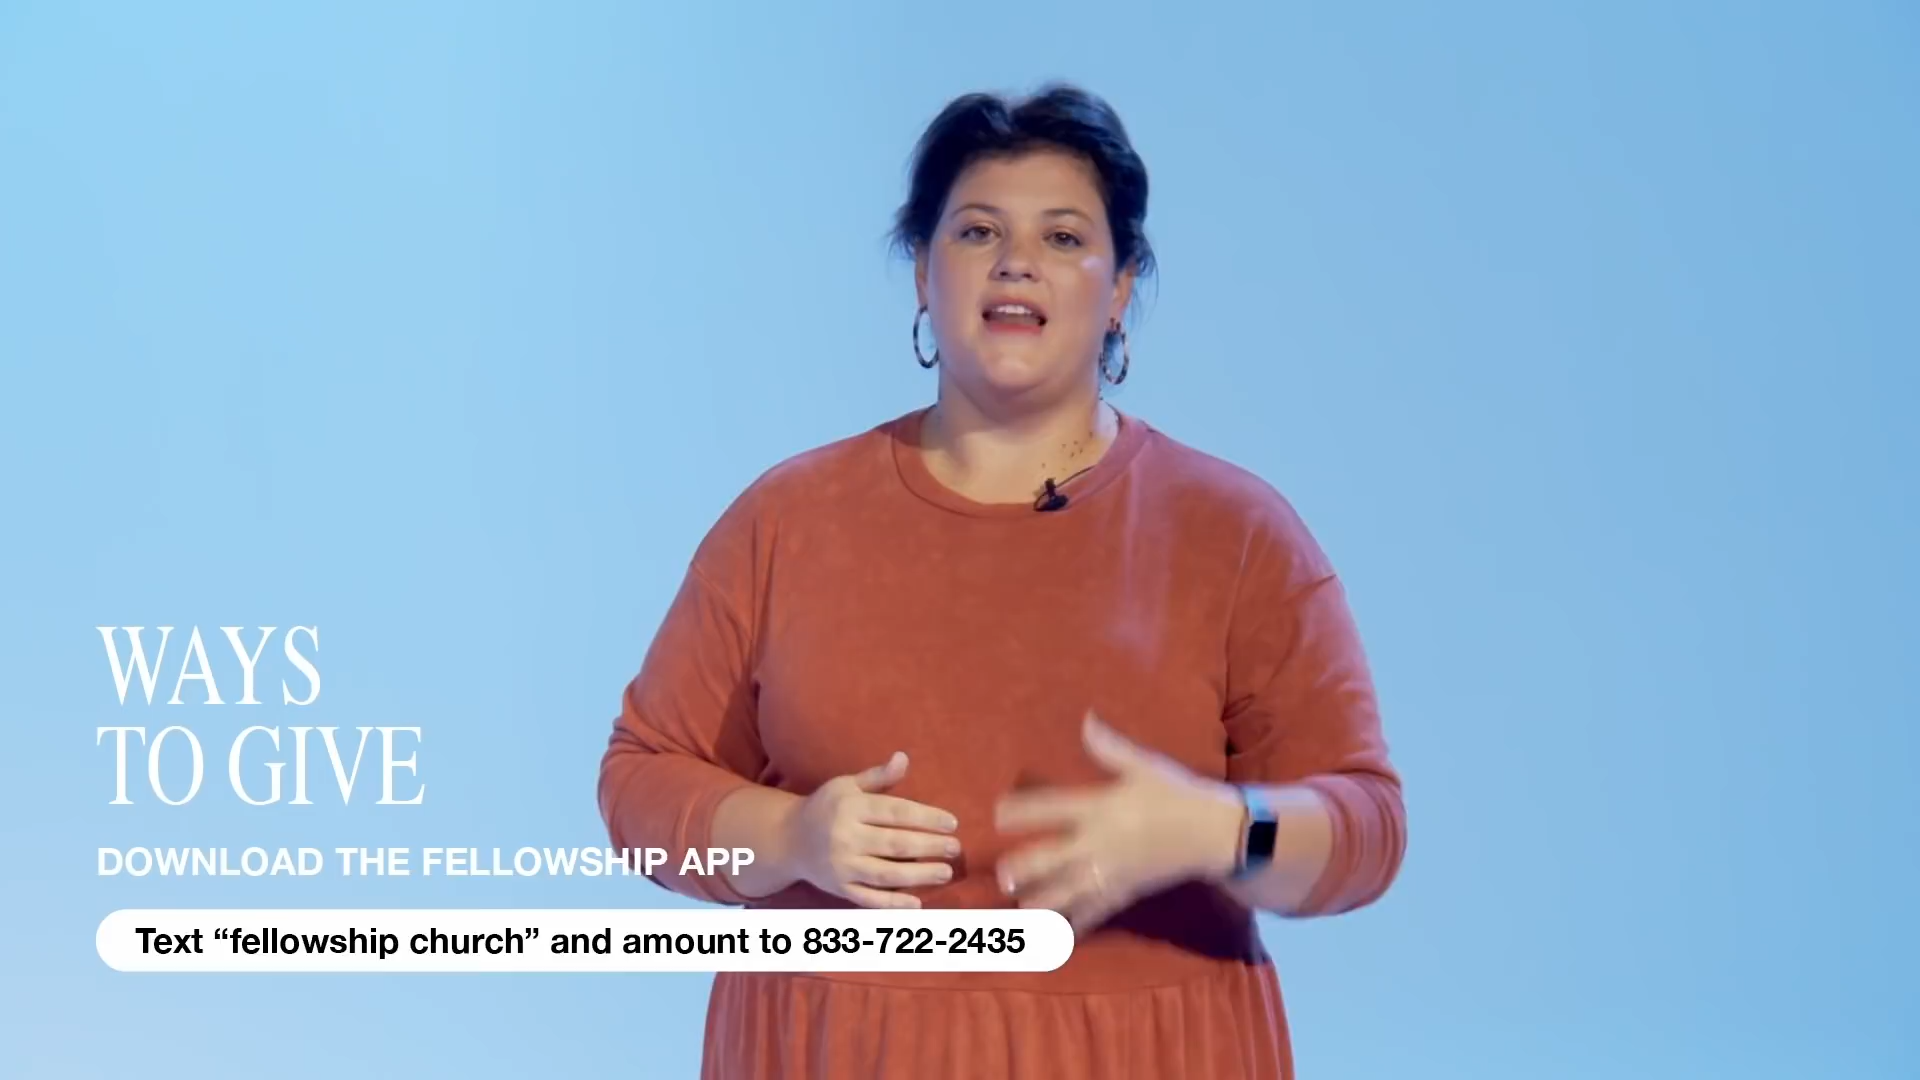 WAYS
TO GIVE
DOWNLOAD THE FELLOWSHIP APP
Text “fellowship church” and amount to 833-722-2435